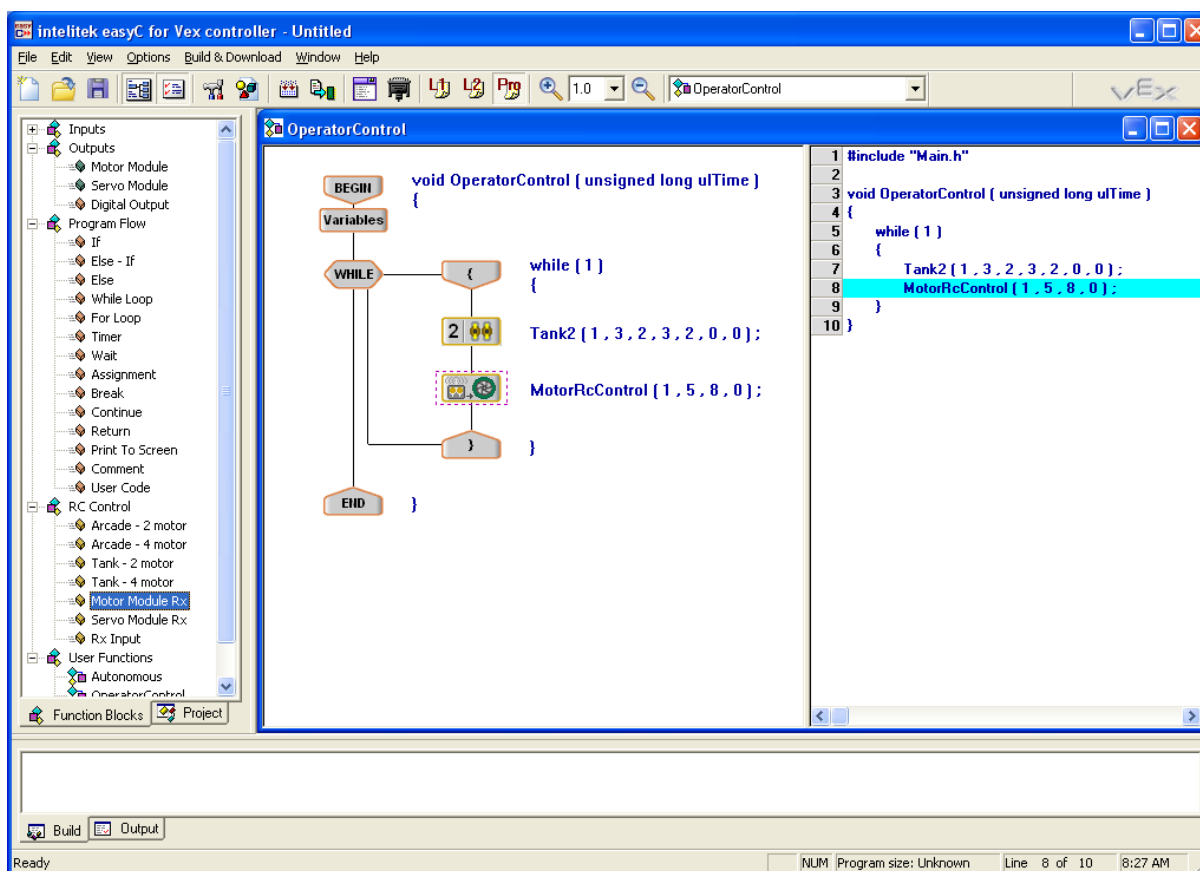 intelitek easyC for Vex controller - Untitled
File Edit View Options Build & Download Window Help
L1 L2 Prg 1.0 OperatorControl vEx
Inputs
Outputs
Motor Module
Servo Module
Digital Output
Program Flow
If
Else - If
Else
While Loop
For Loop
Timer
Wait
Assignment
Break
Continue
Return
Print To Screen
Comment
User Code
RC Control
Arcade - 2 motor
Arcade - 4 motor
Tank - 2 motor
Tank - 4 motor
Motor Module Rx
Servo Module Rx
Rx Input
User Functions
Autonomous
OperatorControl
Function Blocks Project
OperatorControl
BEGIN void OperatorControl ( unsigned long ulTime )
{
Variables
WHILE { while ( 1 )
{
2 Tank2 ( 1 , 3 , 2 , 3 , 2 , 0 , 0 ) ;
MotorRcControl ( 1 , 5 , 8 , 0 ) ;
} }
END }
1 #include "Main.h"
2
3 void OperatorControl ( unsigned long ulTime )
4 {
5 while ( 1 )
6 {
7 Tank2 ( 1 , 3 , 2 , 3 , 2 , 0 , 0 ) ;
8 MotorRcControl ( 1 , 5 , 8 , 0 ) ;
9 }
10 }
Build Output
Ready NUM Program size: Unknown Line 8 of 10 8:27 AM